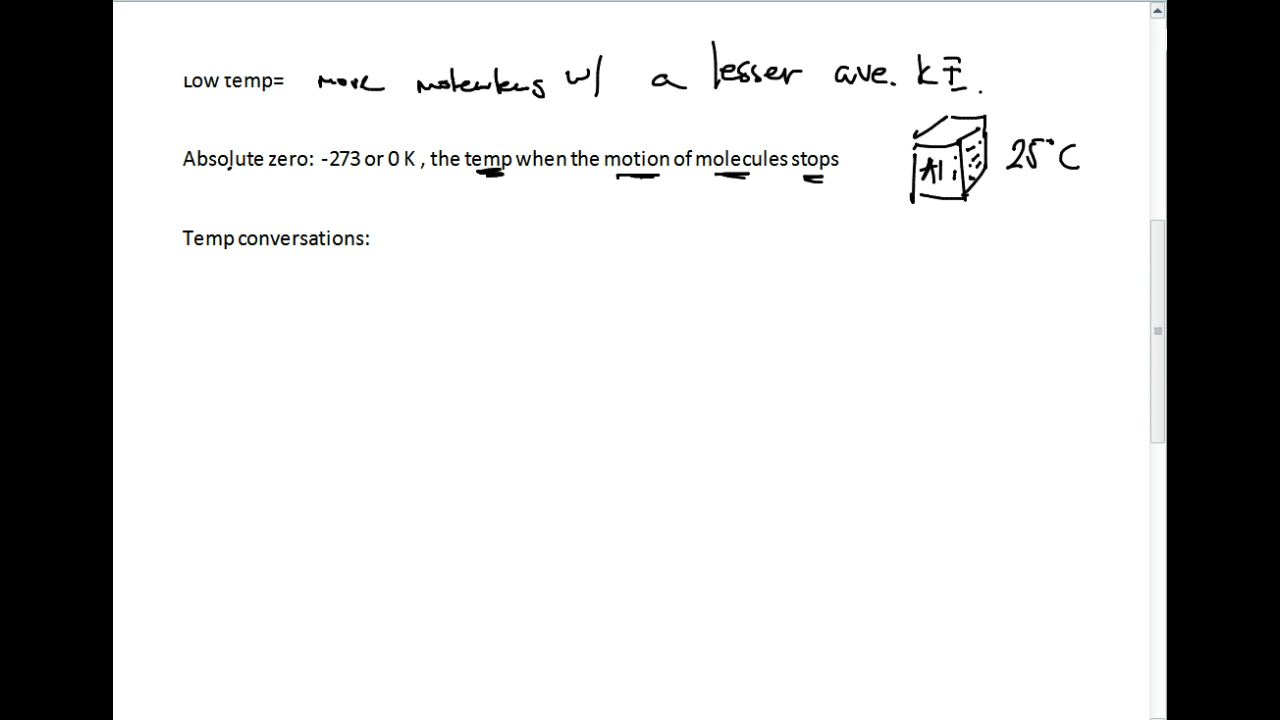 Low temp= more molecules w/ a lesser ave. KE.
Absolute zero: -273 or 0 K , the temp when the motion of molecules stops
Al 25°C
Temp conversations: